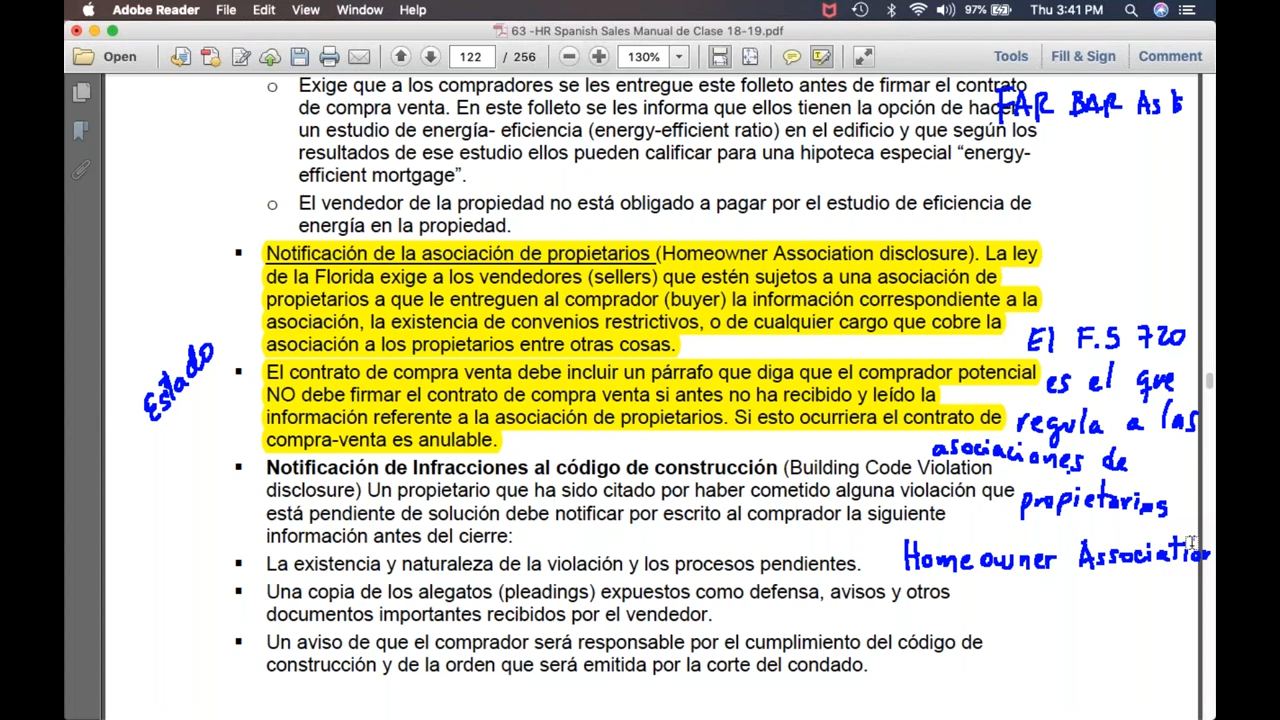 Adobe Reader File Edit View Window Help 97% Thu 3:41 PM
63 -HR Spanish Sales Manual de Clase 18-19.pdf
Open 122 / 256 130% Tools Fill & Sign Comment
o Exige que a los compradores se les entregue este folleto antes de firmar el contrato
de compra venta. En este folleto se les informa que ellos tienen la opción de hacer
FAR BAR As is
un estudio de energía- eficiencia (energy-efficient ratio) en el edificio y que según los
resultados de ese estudio ellos pueden calificar para una hipoteca especial “energy-
efficient mortgage”.
o El vendedor de la propiedad no está obligado a pagar por el estudio de eficiencia de
energía en la propiedad.
▪ Notificación de la asociación de propietarios (Homeowner Association disclosure). La ley
de la Florida exige a los vendedores (sellers) que estén sujetos a una asociación de
propietarios a que le entreguen al comprador (buyer) la información correspondiente a la
asociación, la existencia de convenios restrictivos, o de cualquier cargo que cobre la
asociación a los propietarios entre otras cosas.
▪ El contrato de compra venta debe incluir un párrafo que diga que el comprador potencial
NO debe firmar el contrato de compra venta si antes no ha recibido y leído la
información referente a la asociación de propietarios. Si esto ocurriera el contrato de
compra-venta es anulable.
Estado
El F.S 720
es el que
regula a las
asociaciones de
propietarios
Homeowner Association
▪ Notificación de Infracciones al código de construcción (Building Code Violation
disclosure) Un propietario que ha sido citado por haber cometido alguna violación que
está pendiente de solución debe notificar por escrito al comprador la siguiente
información antes del cierre:
▪ La existencia y naturaleza de la violación y los procesos pendientes.
▪ Una copia de los alegatos (pleadings) expuestos como defensa, avisos y otros
documentos importantes recibidos por el vendedor.
▪ Un aviso de que el comprador será responsable por el cumplimiento del código de
construcción y de la orden que será emitida por la corte del condado.